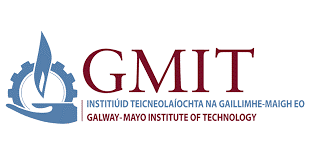 GMIT
INSTITIÚID TEICNEOLAÍOCHTA NA GAILLIMHE-MAIGH EO
GALWAY-MAYO INSTITUTE OF TECHNOLOGY